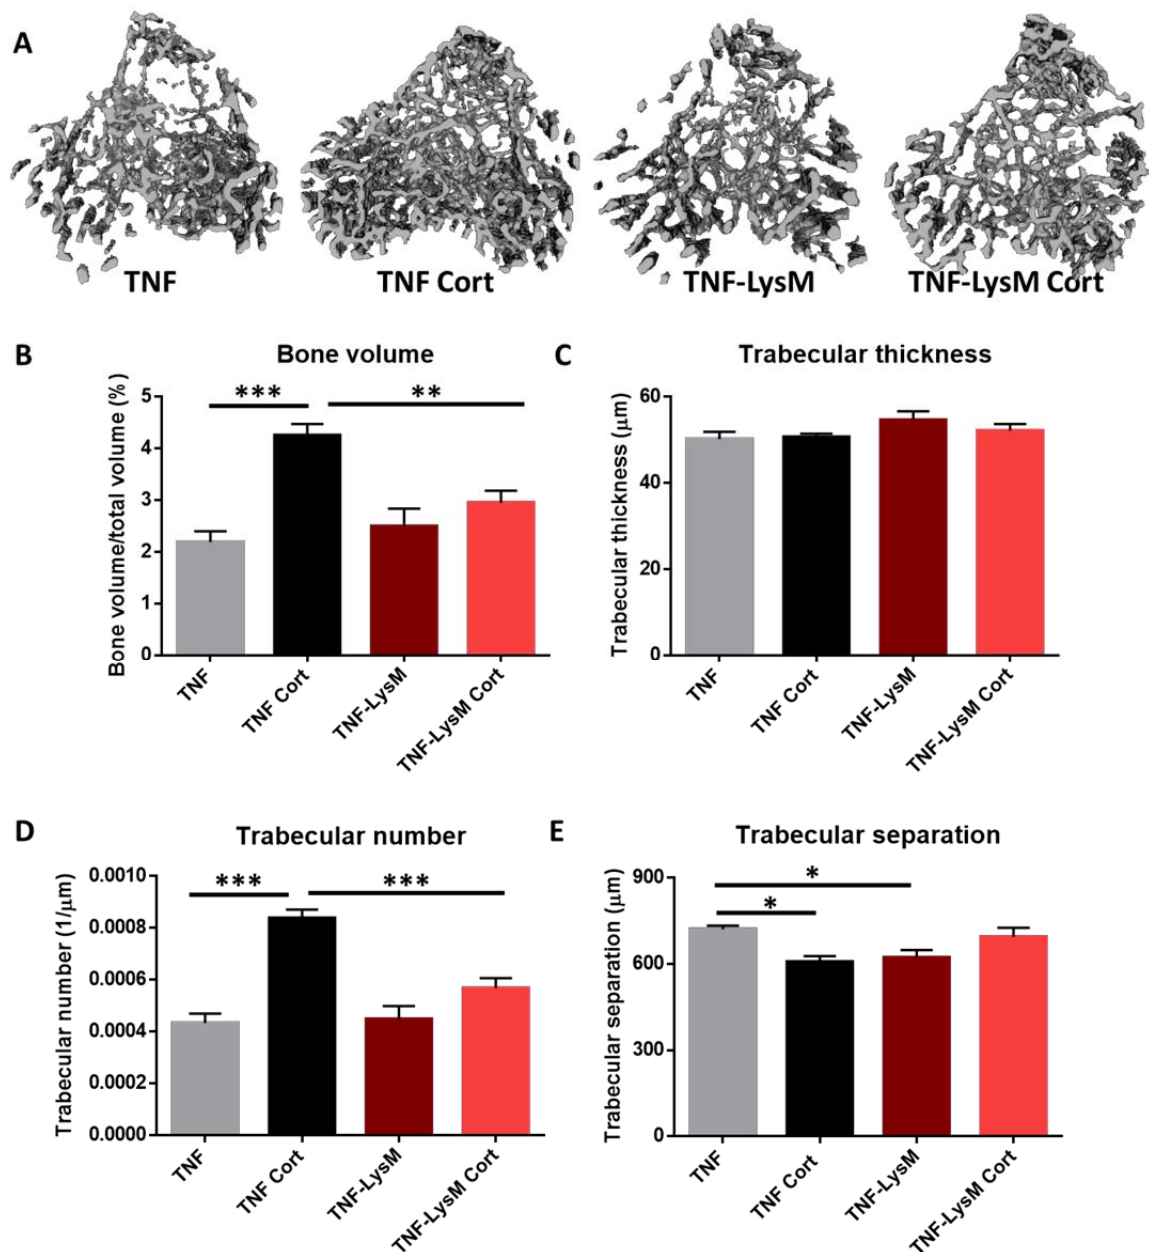 A
TNF
TNF Cort
TNF-LysM
TNF-LysM Cort
B
Bone volume
Bone volume/total volume (%)
5
4
3
2
1
0
***
**
TNF
TNF Cort
TNF-LysM
TNF-LysM Cort
C
Trabecular thickness
Trabecular thickness (μm)
60
40
20
0
TNF
TNF Cort
TNF-LysM
TNF-LysM Cort
D
Trabecular number
Trabecular number (1/μm)
0.0010
0.0008
0.0006
0.0004
0.0002
0.0000
***
***
TNF
TNF Cort
TNF-LysM
TNF-LysM Cort
E
Trabecular separation
Trabecular separation (μm)
900
600
300
0
*
*
TNF
TNF Cort
TNF-LysM
TNF-LysM Cort